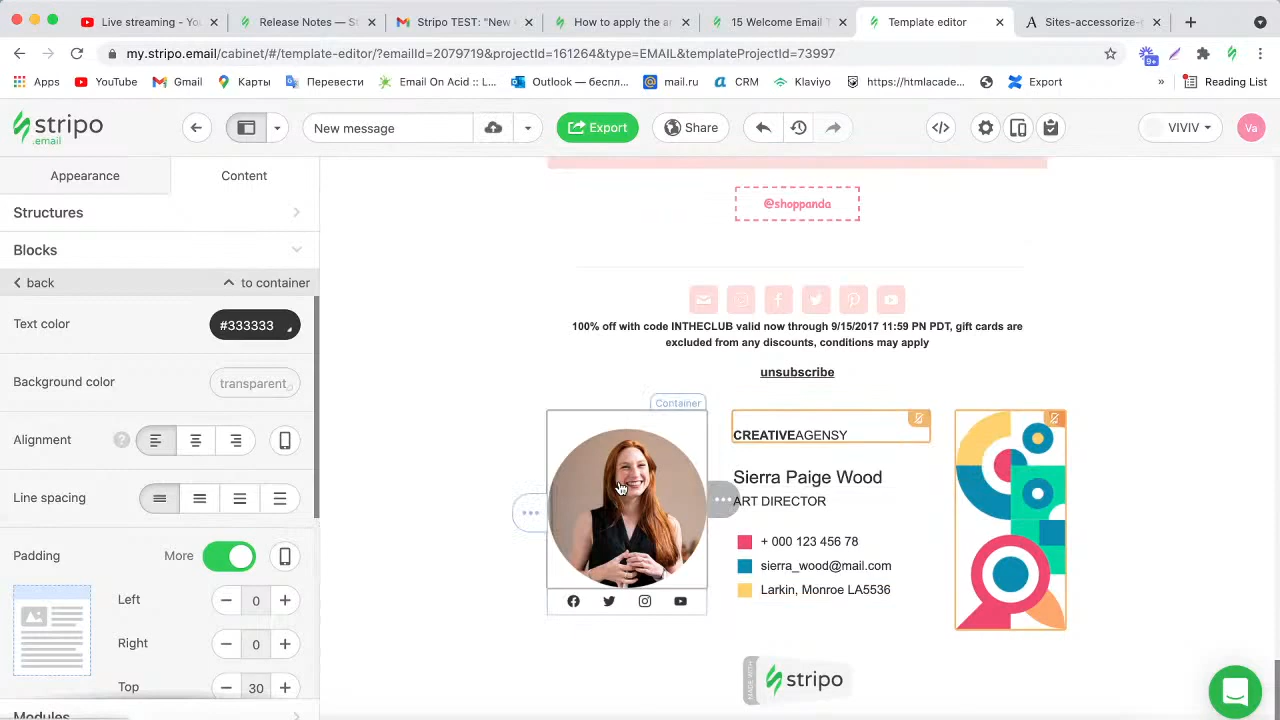 Live streaming - You
Release Notes — St
Stripo TEST: "New
How to apply the an
15 Welcome Email T
Template editor
Sites-accessorize-
my.stripo.email/cabinet/#/template-editor/?emailId=2079719&projectId=161264&type=EMAIL&templateProjectId=73997
9+
Apps
YouTube
Gmail
Карты
Перевести
Email On Acid :: L...
Outlook — беспл...
mail.ru
CRM
Klaviyo
https://htmlacade...
Export
»
Reading List
stripo
.email
New message
Export
Share
VIVIV
Va
Appearance
Content
Structures
Blocks
back
to container
Text color
#333333
Background color
transparent
Alignment
?
Line spacing
Padding
More
Left
0
Right
0
Top
30
Modules
@shoppanda
100% off with code INTHECLUB valid now through 9/15/2017 11:59 PN PDT, gift cards are
excluded from any discounts, conditions may apply
unsubscribe
Container
CREATIVEAGENSY
Sierra Paige Wood
ART DIRECTOR
+ 000 123 456 78
sierra_wood@mail.com
Larkin, Monroe LA5536
MADE WITH
stripo